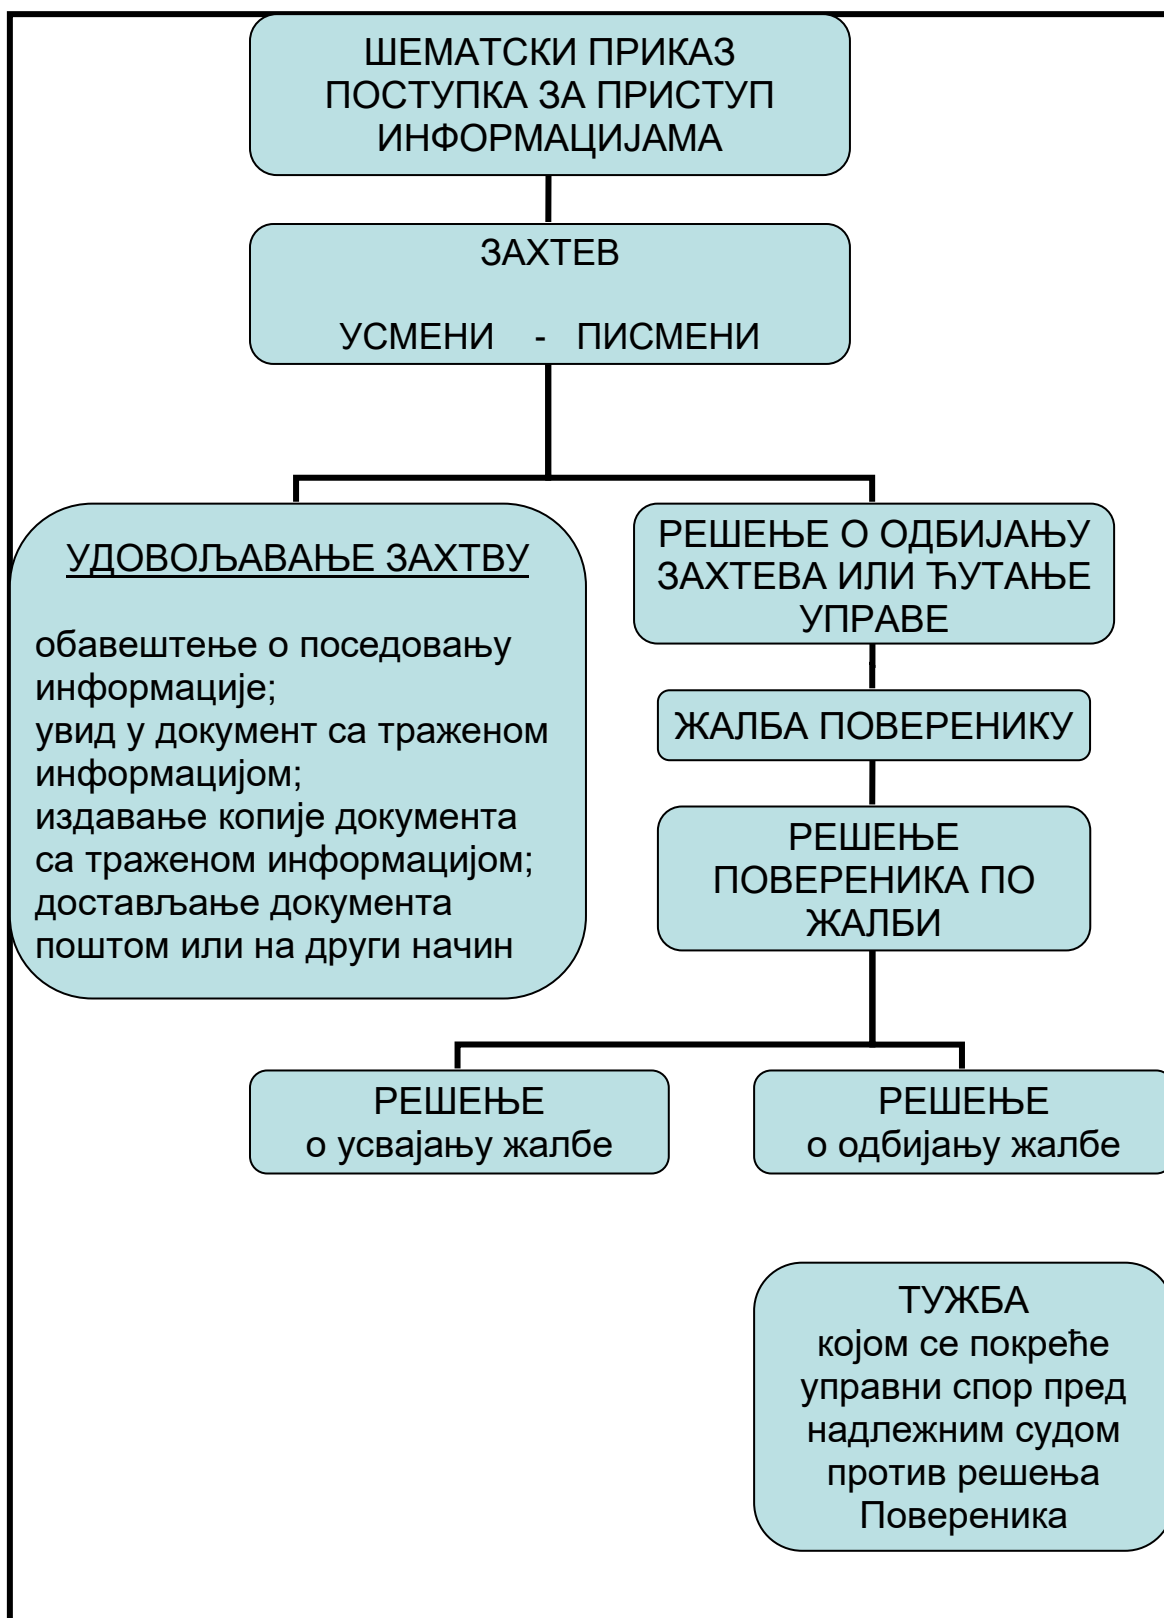 ШЕМАТСКИ ПРИКАЗ
ПОСТУПКА ЗА ПРИСТУП
ИНФОРМАЦИЈАМА
ЗАХТЕВ
УСМЕНИ - ПИСМЕНИ
УДОВОЉАВАЊЕ ЗАХТВУ
обавештење о поседовању
информације;
увид у документ са траженом
информацијом;
издавање копије документа
са траженом информацијом;
достављање документа
поштом или на други начин
РЕШЕЊЕ О ОДБИЈАЊУ
ЗАХТЕВА ИЛИ ЋУТАЊЕ
УПРАВЕ
ЖАЛБА ПОВЕРЕНИКУ
РЕШЕЊЕ
ПОВЕРЕНИКА ПО
ЖАЛБИ
РЕШЕЊЕ
о усвајању жалбе
РЕШЕЊЕ
о одбијању жалбе
ТУЖБА
којом се покреће
управни спор пред
надлежним судом
против решења
Повереника